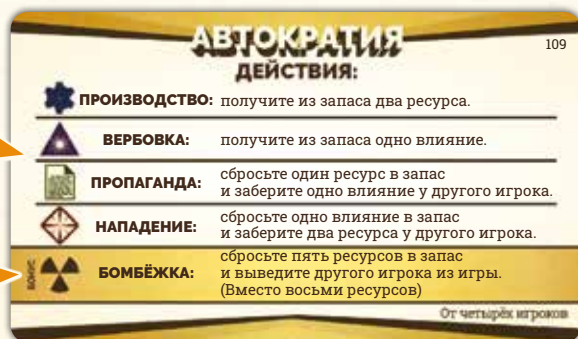 АВТОКРАТИЯ
109
ДЕЙСТВИЯ:
ПРОИЗВОДСТВО: получите из запаса два ресурса.
ВЕРБОВКА: получите из запаса одно влияние.
ПРОПАГАНДА: сбросьте один ресурс в запас
и заберите одно влияние у другого игрока.
НАПАДЕНИЕ: сбросьте одно влияние в запас
и заберите два ресурса у другого игрока.
БОНУС
БОМБЁЖКА: сбросьте пять ресурсов в запас
и выведите другого игрока из игры.
(Вместо восьми ресурсов)
От четырёх игроков